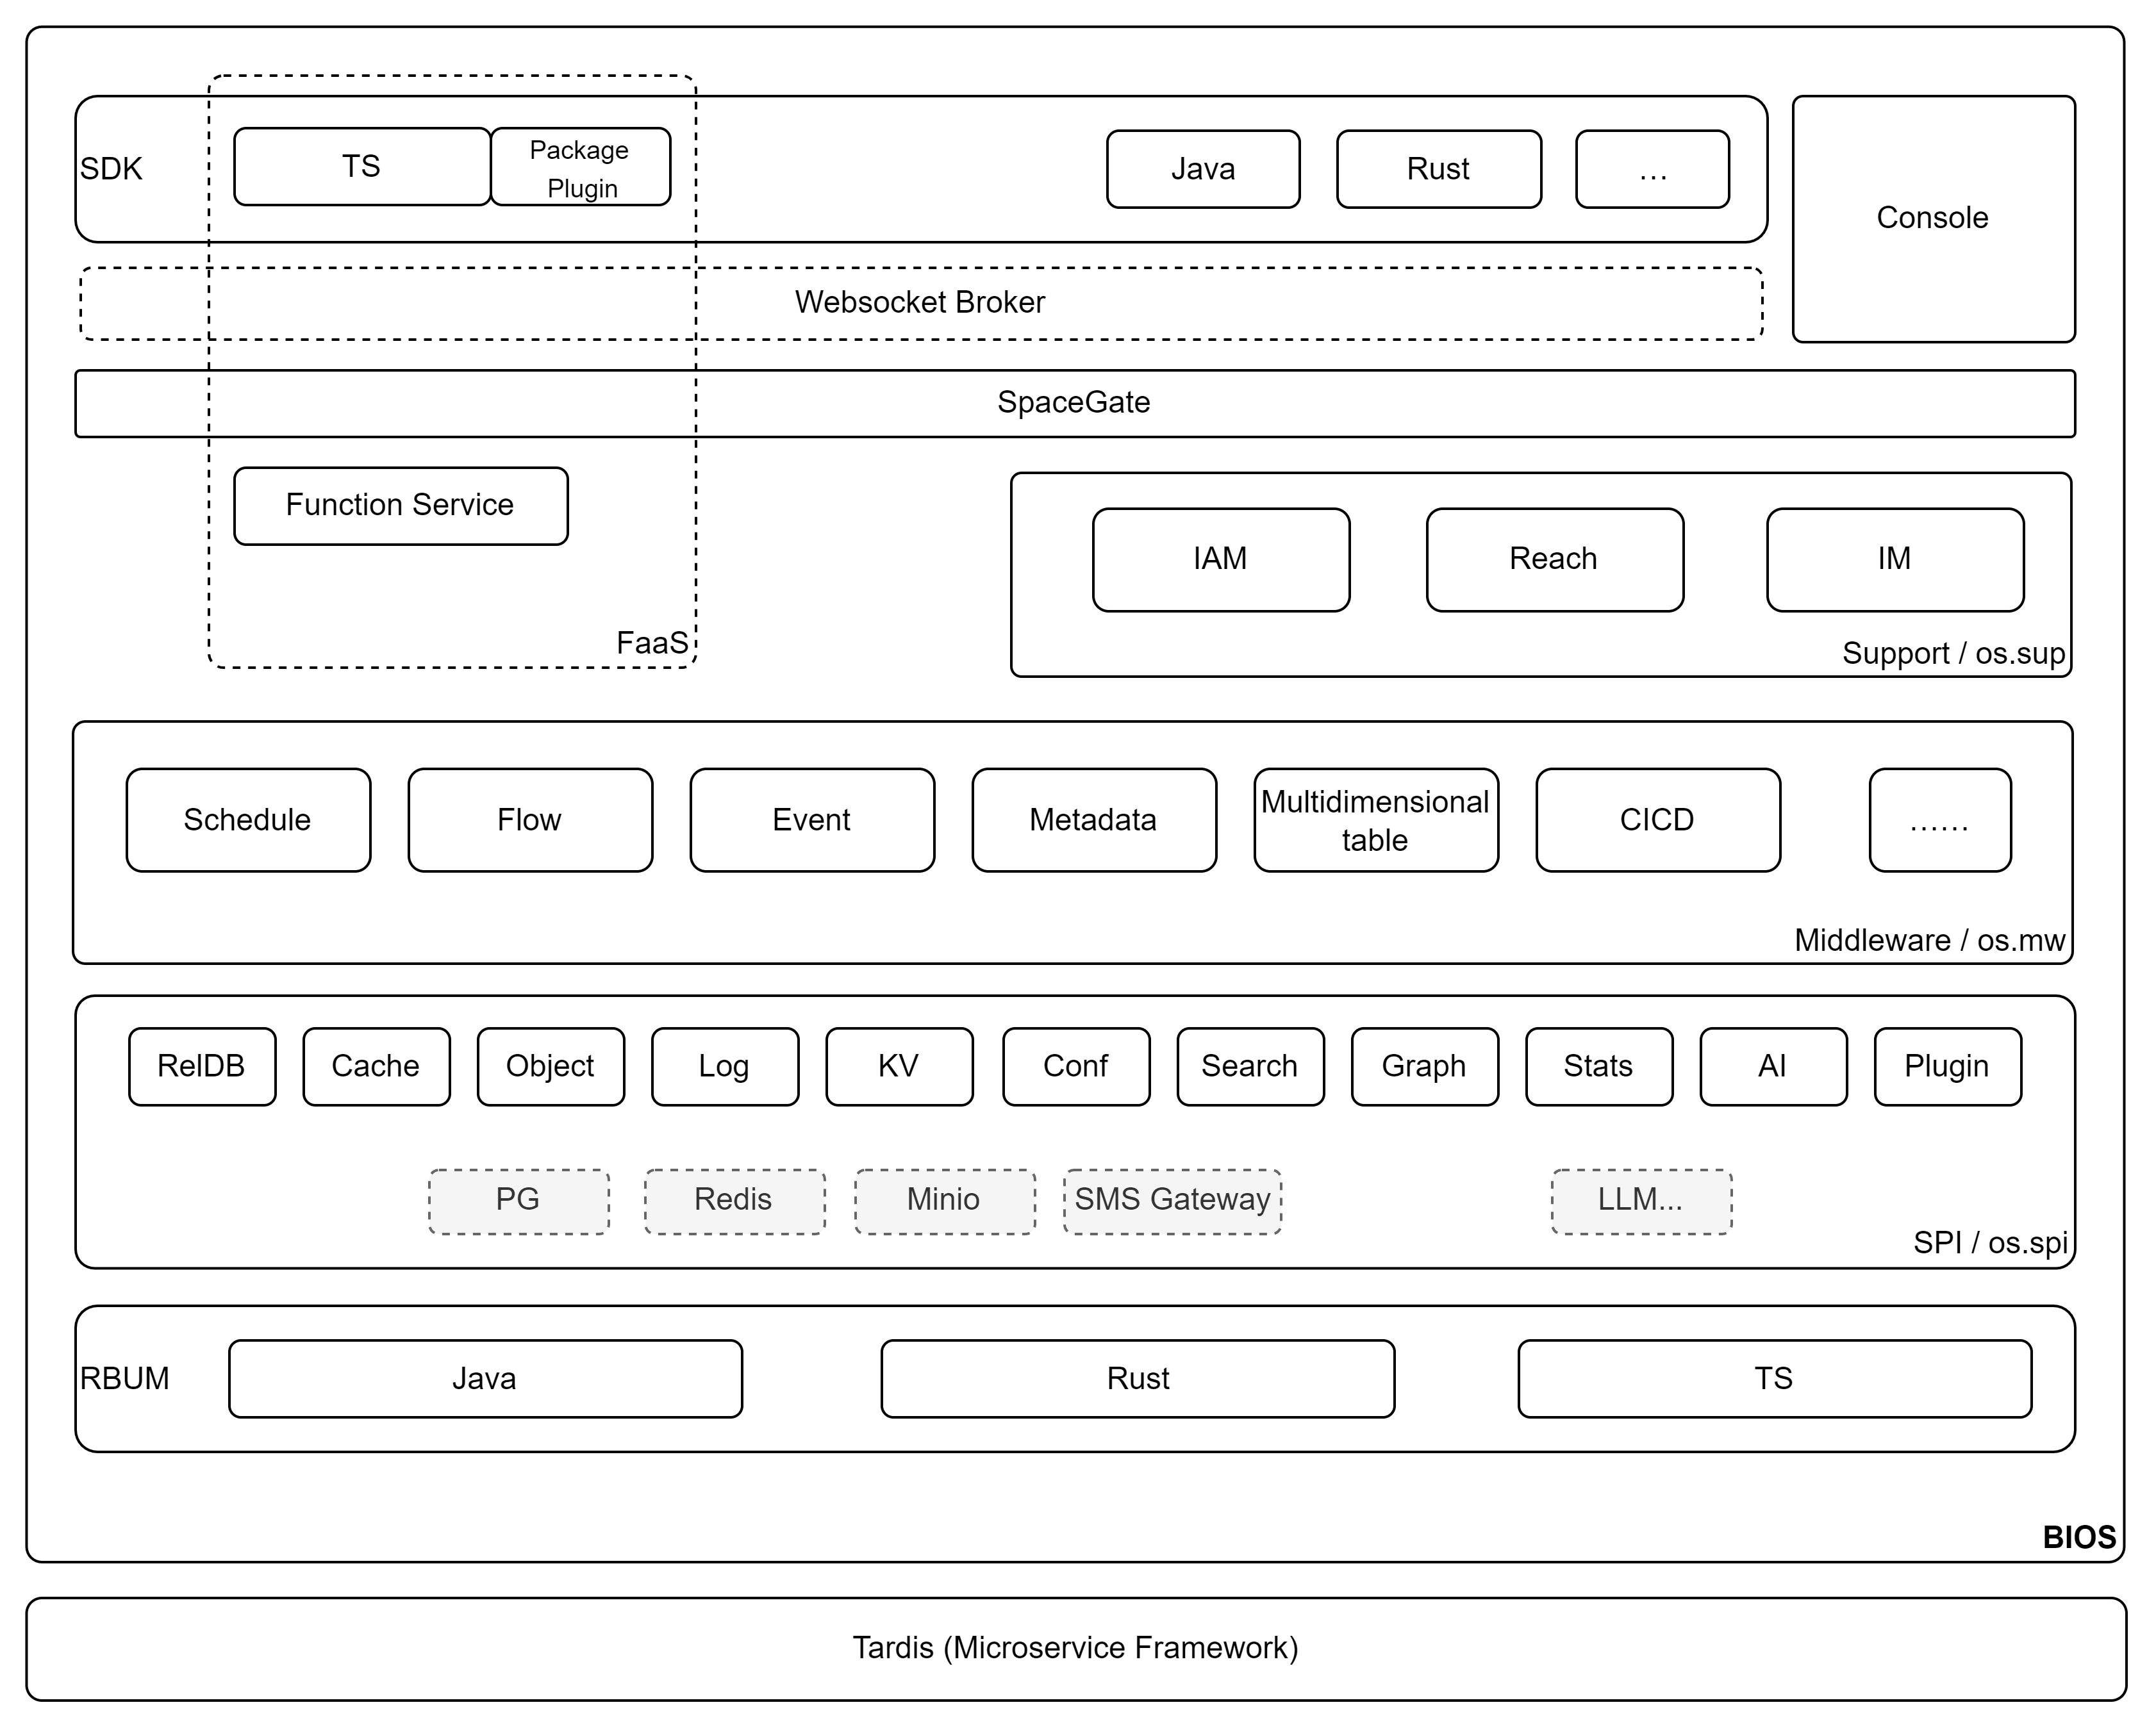 SDK
TS
Package
Plugin
Java
Rust
...
Console
Websocket Broker
SpaceGate
Function Service
FaaS
IAM
Reach
IM
Support / os.sup
Schedule
Flow
Event
Metadata
Multidimensional
table
CICD
......
Middleware / os.mw
RelDB
Cache
Object
Log
KV
Conf
Search
Graph
Stats
AI
Plugin
PG
Redis
Minio
SMS Gateway
LLM...
SPI / os.spi
RBUM
Java
Rust
TS
BIOS
Tardis (Microservice Framework)